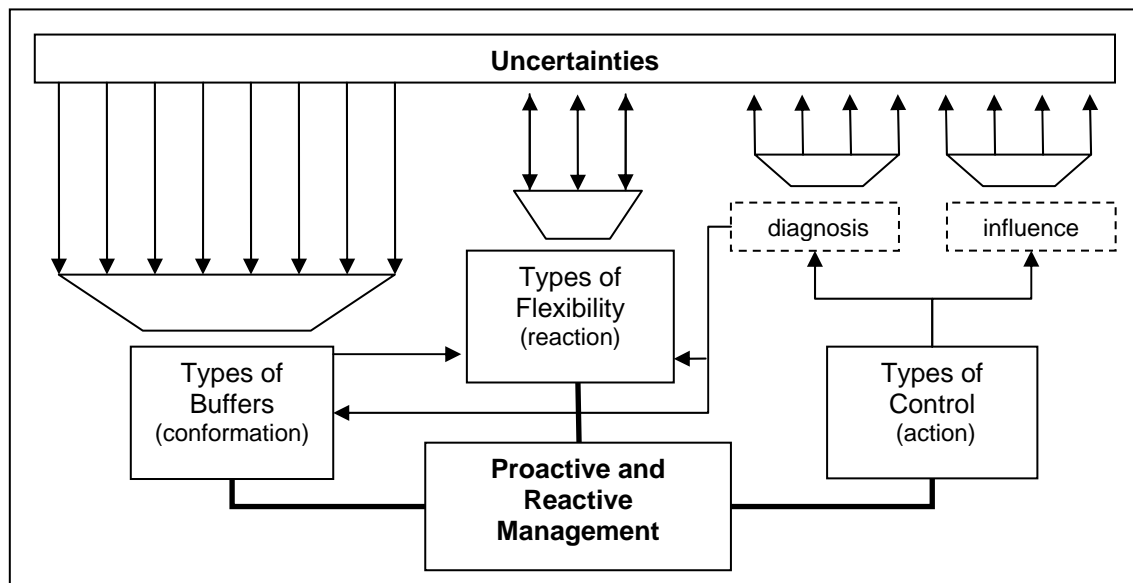 Uncertainties
diagnosis
influence
Types of
Flexibility
(reaction)
Types of
Buffers
(conformation)
Types of
Control
(action)
Proactive and
Reactive
Management